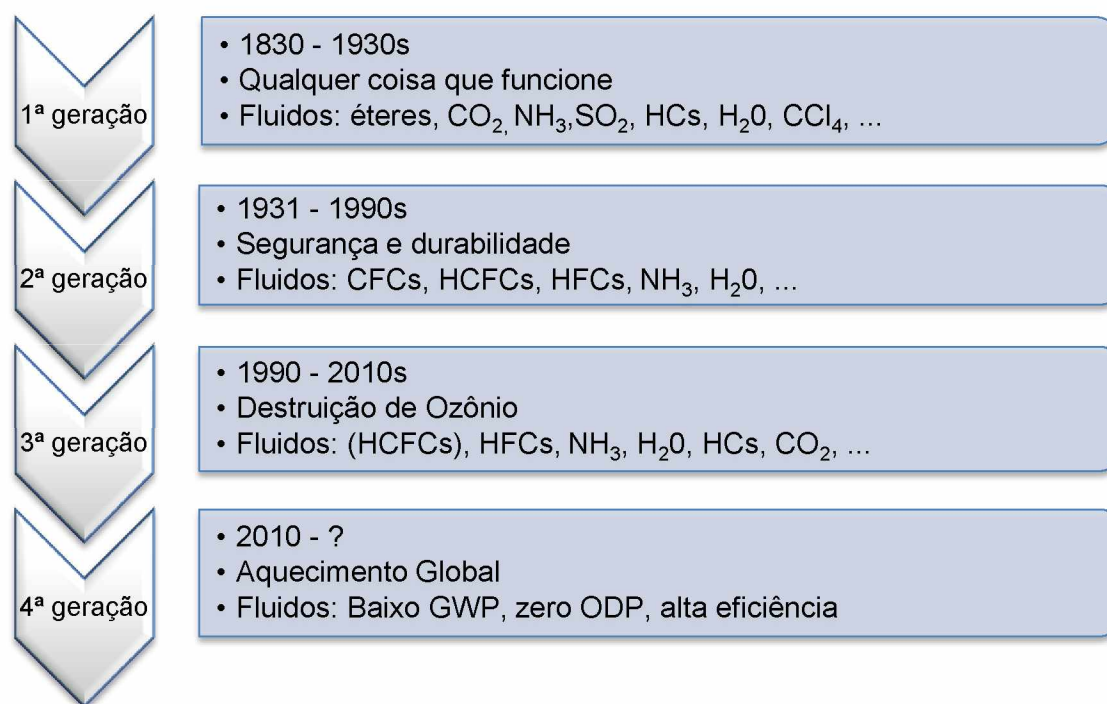 1ª geração
• 1830 - 1930s
• Qualquer coisa que funcione
• Fluidos: éteres, CO₂, NH₃,SO₂, HCs, H₂0, CCl₄, ...
2ª geração
• 1931 - 1990s
• Segurança e durabilidade
• Fluidos: CFCs, HCFCs, HFCs, NH₃, H₂0, ...
3ª geração
• 1990 - 2010s
• Destruição de Ozônio
• Fluidos: (HCFCs), HFCs, NH₃, H₂0, HCs, CO₂, ...
4ª geração
• 2010 - ?
• Aquecimento Global
• Fluidos: Baixo GWP, zero ODP, alta eficiência